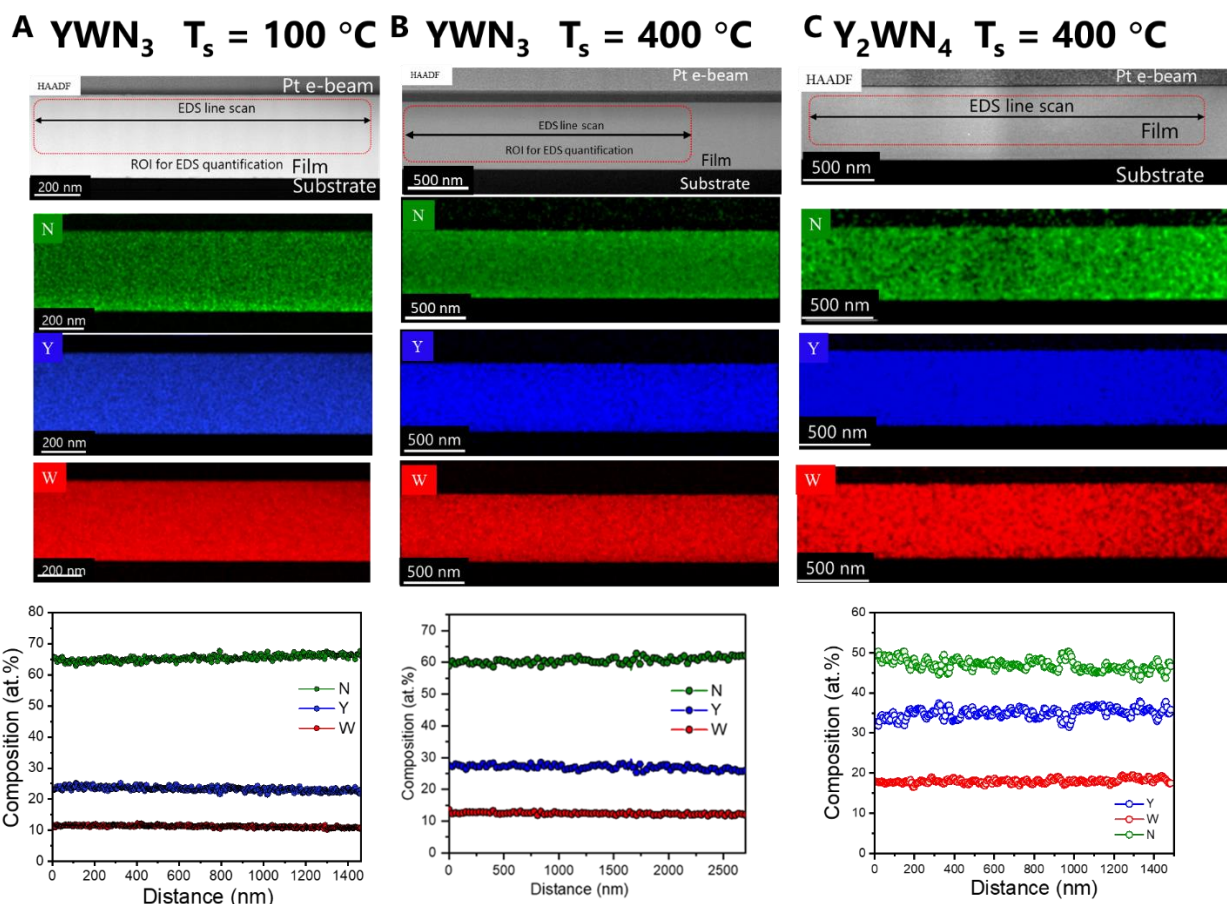 A YWN₃ Tₛ = 100 °C
HAADF
Pt e-beam
EDS line scan
ROI for EDS quantification
Film
Substrate
200 nm
N
200 nm
Y
200 nm
W
200 nm
Composition (at.%)
80
70
60
50
40
30
20
10
0
N
Y
W
0 200 400 600 800 1000 1200 1400
Distance (nm)
B YWN₃ Tₛ = 400 °C
HAADF
Pt e-beam
EDS line scan
ROI for EDS quantification
Film
Substrate
500 nm
N
500 nm
Y
500 nm
W
500 nm
Composition (at.%)
70
60
50
40
30
20
10
0
N
Y
W
0 500 1000 1500 2000 2500
Distance (nm)
C Y₂WN₄ Tₛ = 400 °C
HAADF
Pt e-beam
EDS line scan
Film
Substrate
500 nm
N
500 nm
Y
500 nm
W
500 nm
Composition (at.%)
60
50
40
30
20
10
0
Y
W
N
0 200 400 600 800 1000 1200 1400
Distance (nm)